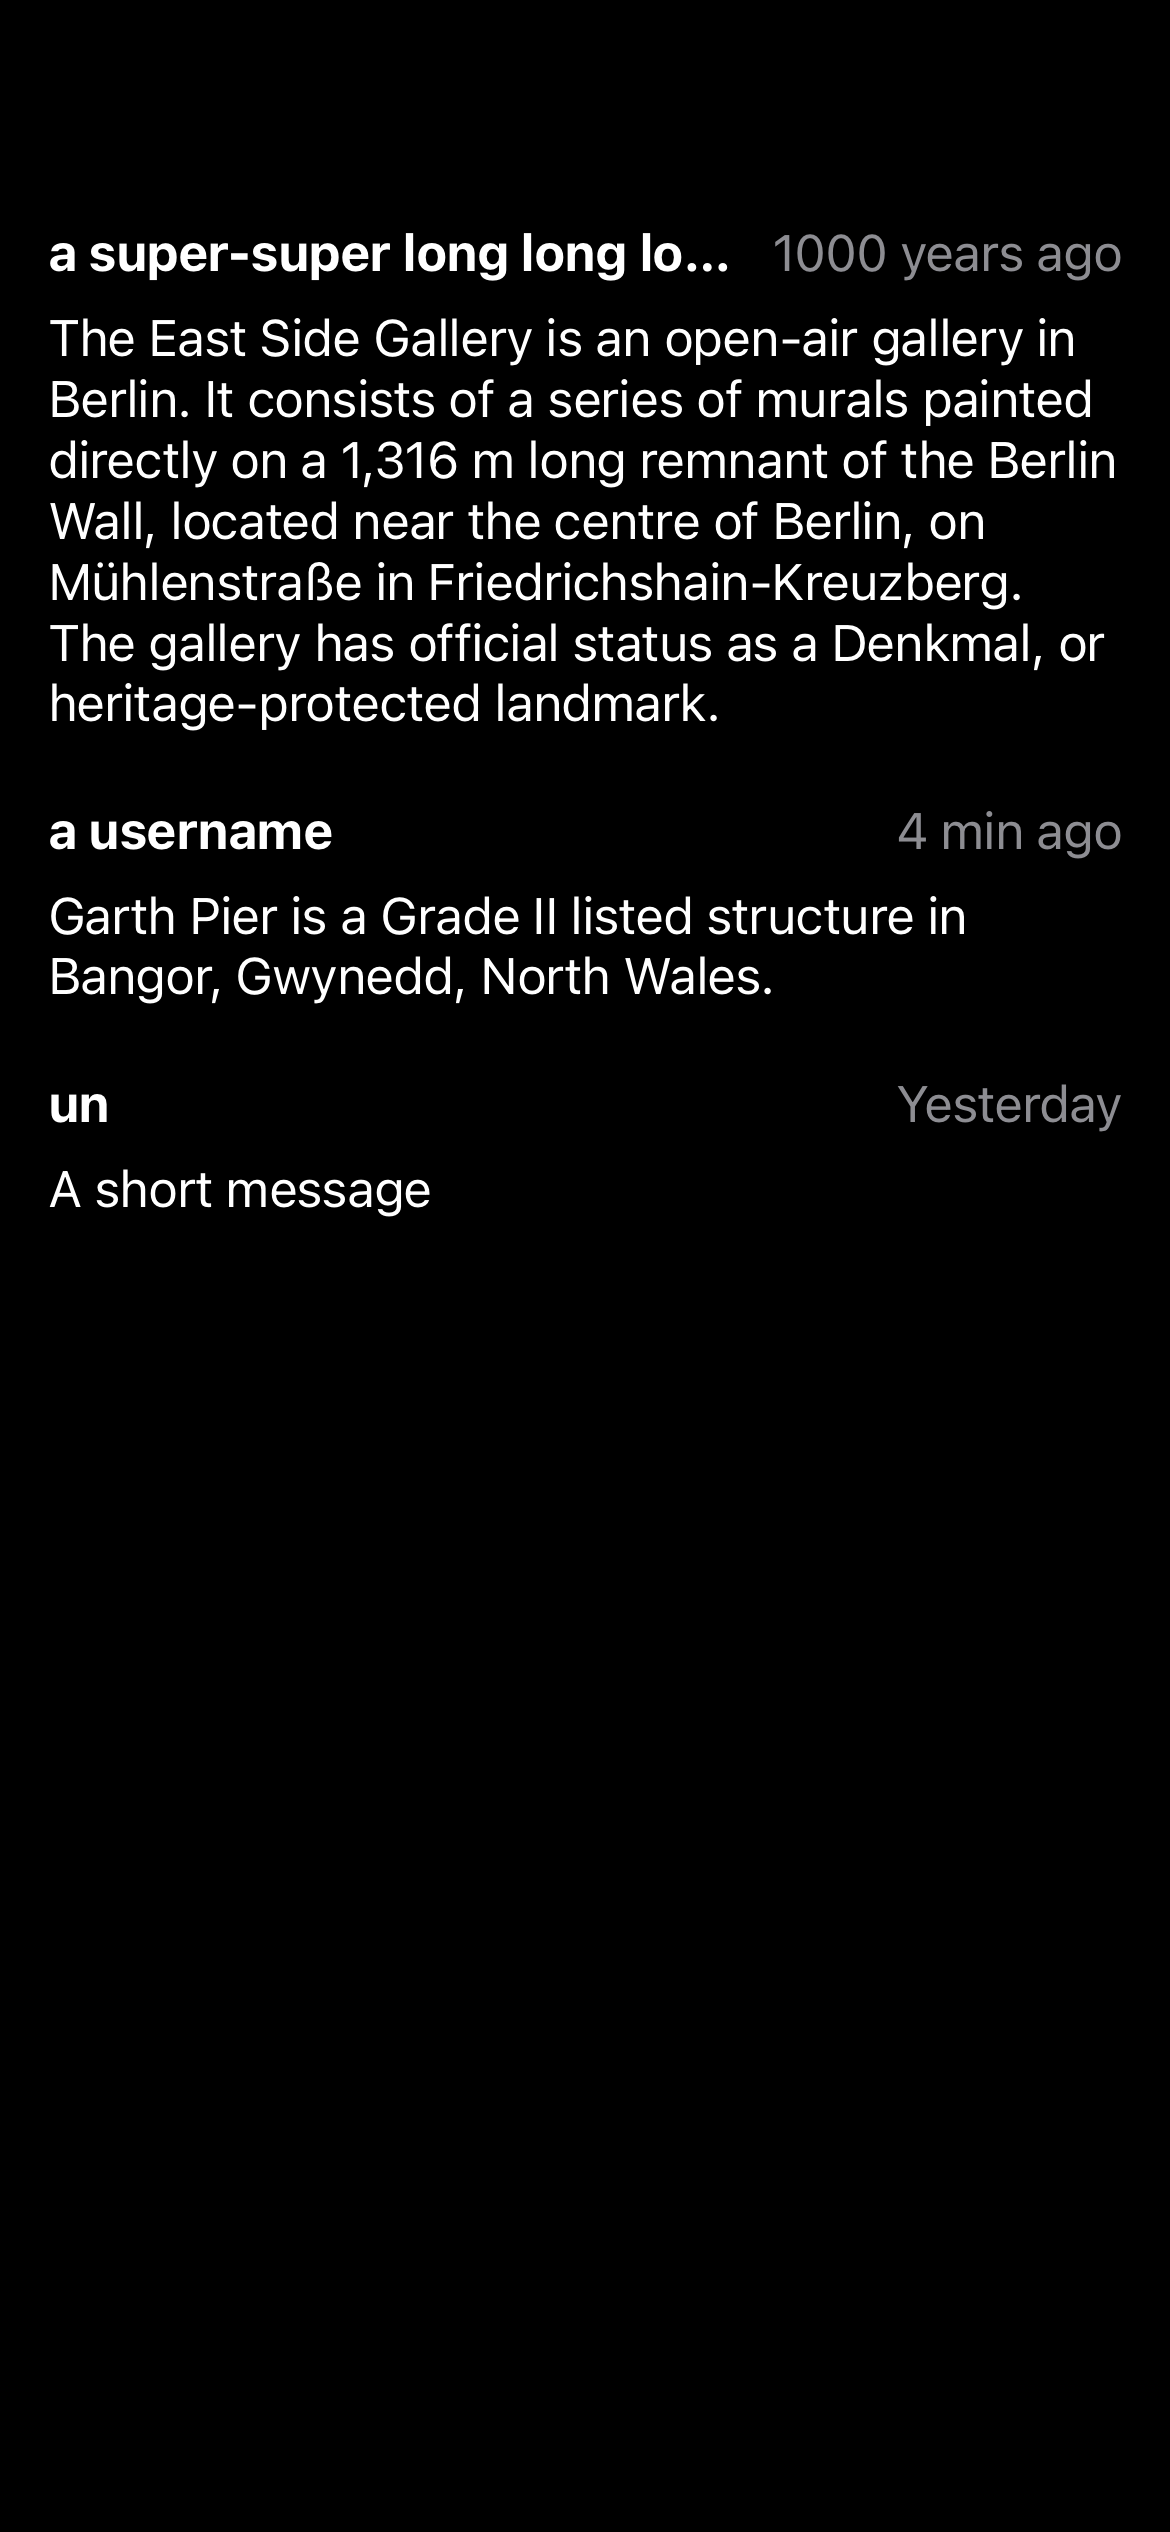 a super-super long long lo...
1000 years ago
The East Side Gallery is an open-air gallery in
Berlin. It consists of a series of murals painted
directly on a 1,316 m long remnant of the Berlin
Wall, located near the centre of Berlin, on
Mühlenstraße in Friedrichshain-Kreuzberg.
The gallery has official status as a Denkmal, or
heritage-protected landmark.
a username
4 min ago
Garth Pier is a Grade II listed structure in
Bangor, Gwynedd, North Wales.
un
Yesterday
A short message